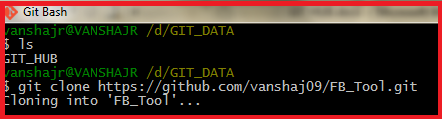 Git Bash
vanshajr@VANSHAJR /d/GIT_DATA
$ ls
GIT_HUB
vanshajr@VANSHAJR /d/GIT_DATA
$ git clone https://github.com/vanshaj09/FB_Tool.git
Cloning into 'FB_Tool'...